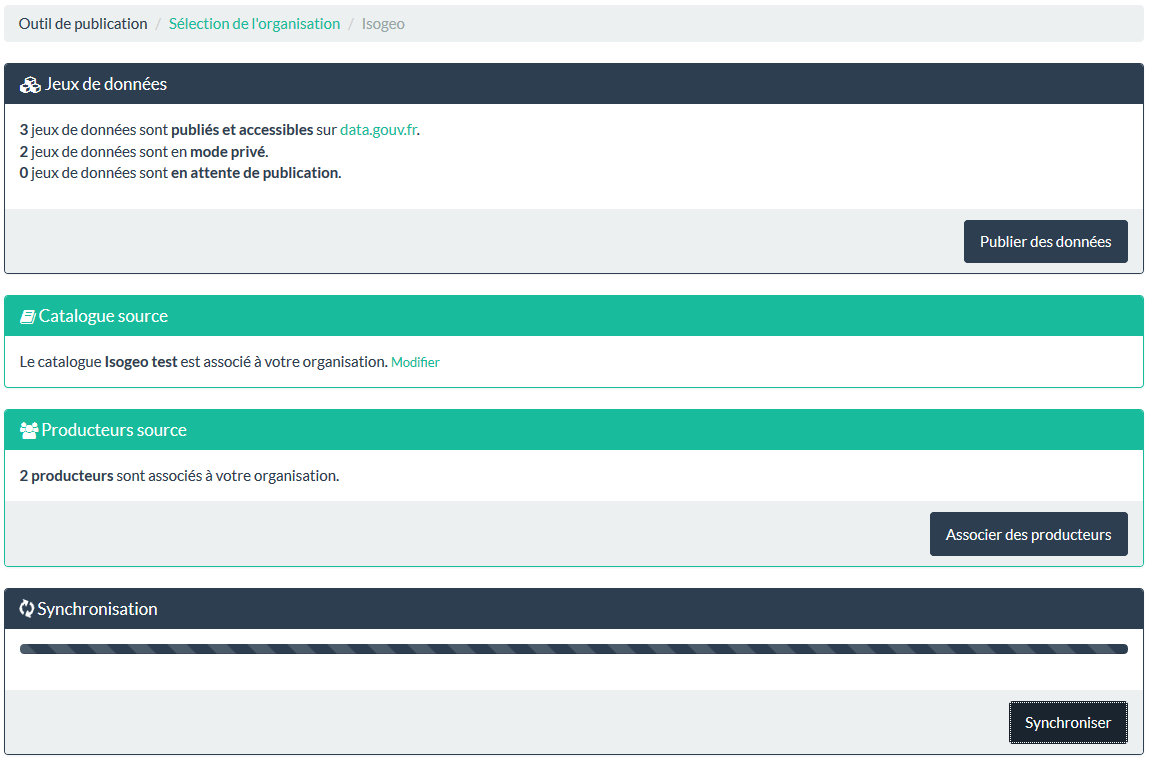 Outil de publication / Sélection de l'organisation / Isogeo
Jeux de données
3 jeux de données sont publiés et accessibles sur data.gouv.fr.
2 jeux de données sont en mode privé.
0 jeux de données sont en attente de publication.
Publier des données
Catalogue source
Le catalogue Isogeo test est associé à votre organisation. Modifier
Producteurs source
2 producteurs sont associés à votre organisation.
Associer des producteurs
Synchronisation
Synchroniser